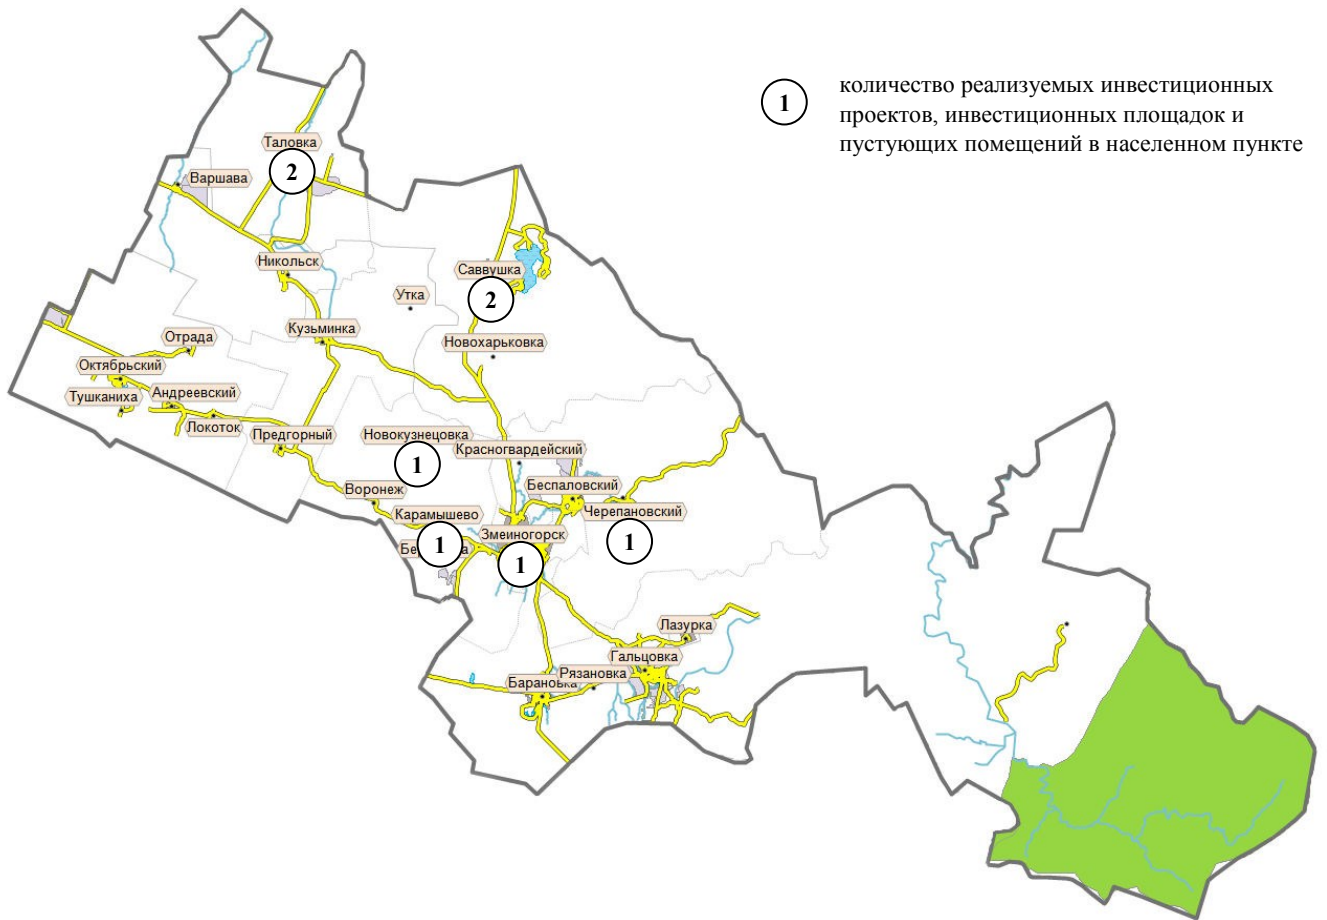 1
количество реализуемых инвестиционных
проектов, инвестиционных площадок и
пустующих помещений в населенном пункте
Таловка
2
Варшава
Никольск
Саввушка
2
Утка
Кузьминка
Отрада
Новохарьковка
Октябрьский
Тушканиха
Андреевский
Локоток
Предгорный
Новокузнецовка
1
Красногвардейский
Воронеж
Беспаловский
Карамышево
1
Черепановский
1
Змеиногорск
1
Лазурка
Гальцовка
Рязановка
Барановка